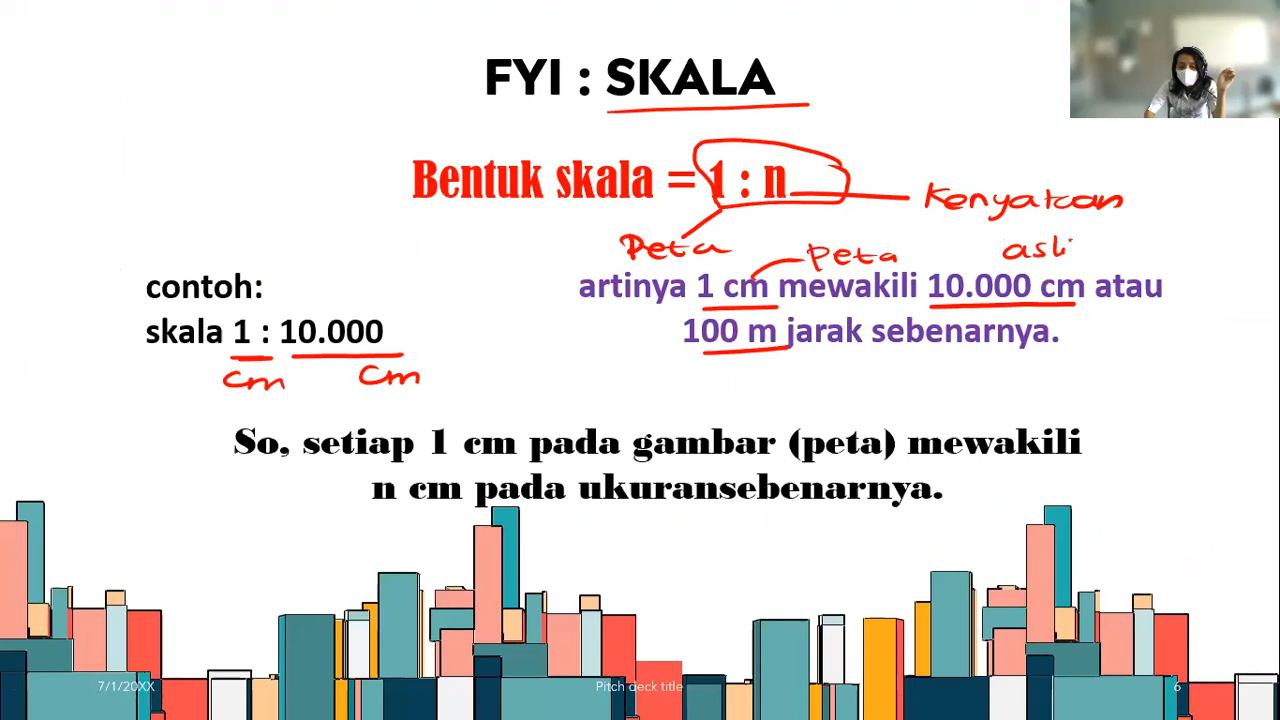 FYI : SKALA
Bentuk skala = 1 : n
Kenyataan
asli
Peta
peta
contoh:
skala 1 : 10.000
cm cm
artinya 1 cm mewakili 10.000 cm atau
100 m jarak sebenarnya.
So, setiap 1 cm pada gambar (peta) mewakili
n cm pada ukuransebenarnya.
7/1/20XX
Pitch deck title
6